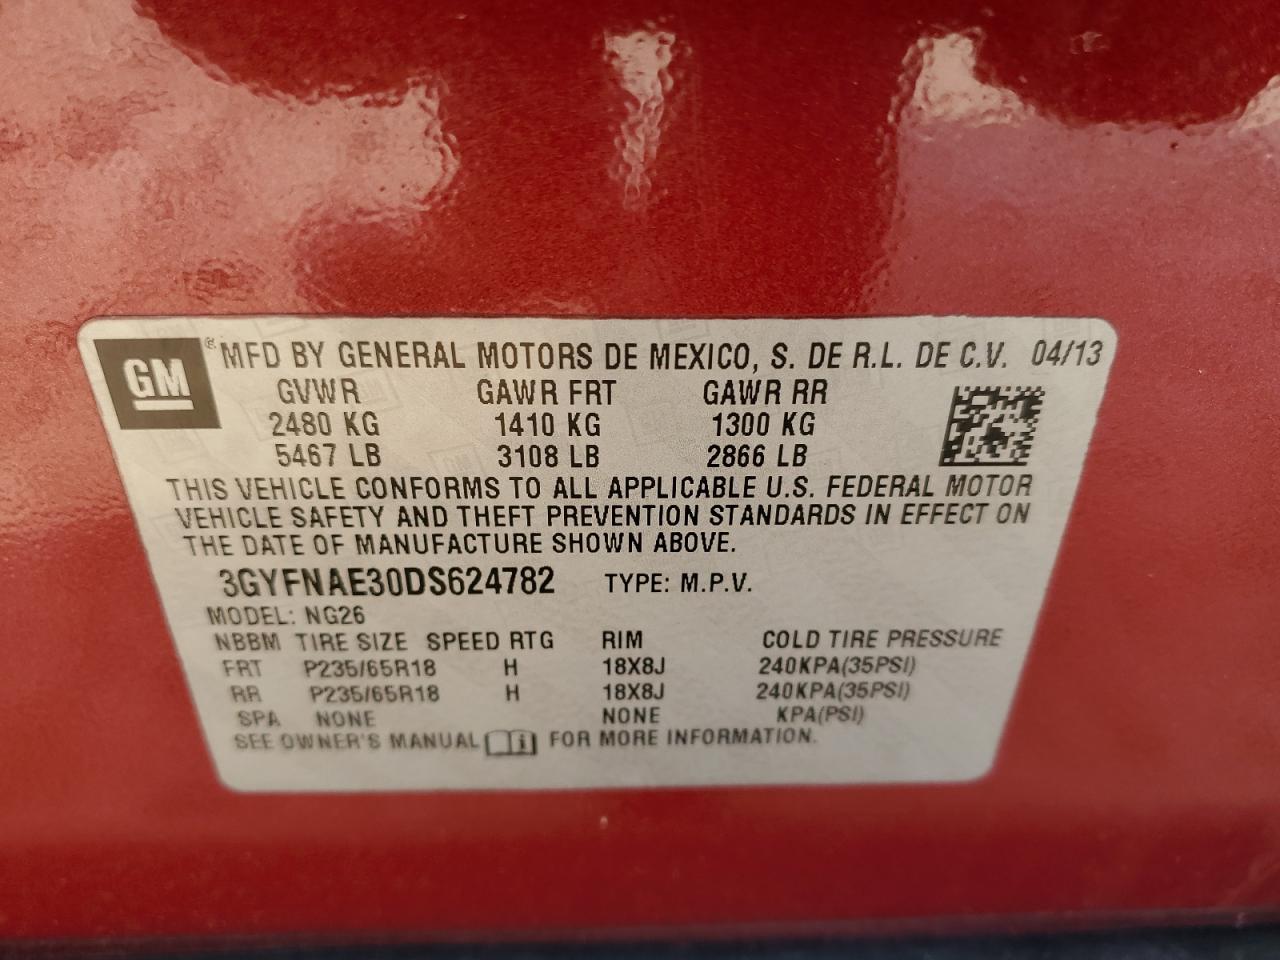 GM ® MFD BY GENERAL MOTORS DE MEXICO, S. DE R.L. DE C.V. 04/13
GVWR GAWR FRT GAWR RR
2480 KG 1410 KG 1300 KG
5467 LB 3108 LB 2866 LB
THIS VEHICLE CONFORMS TO ALL APPLICABLE U.S. FEDERAL MOTOR
VEHICLE SAFETY AND THEFT PREVENTION STANDARDS IN EFFECT ON
THE DATE OF MANUFACTURE SHOWN ABOVE.
3GYFNAE30DS624782 TYPE: M.P.V.
MODEL: NG26
NBBM TIRE SIZE SPEED RTG RIM COLD TIRE PRESSURE
FRT P235/65R18 H 18X8J 240KPA(35PSI)
RR P235/65R18 H 18X8J 240KPA(35PSI)
SPA NONE NONE KPA(PSI)
SEE OWNER'S MANUAL i FOR MORE INFORMATION.